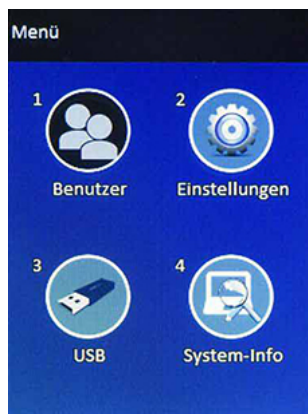 Menü
1
2
Benutzer
Einstellungen
3
4
USB
System-Info